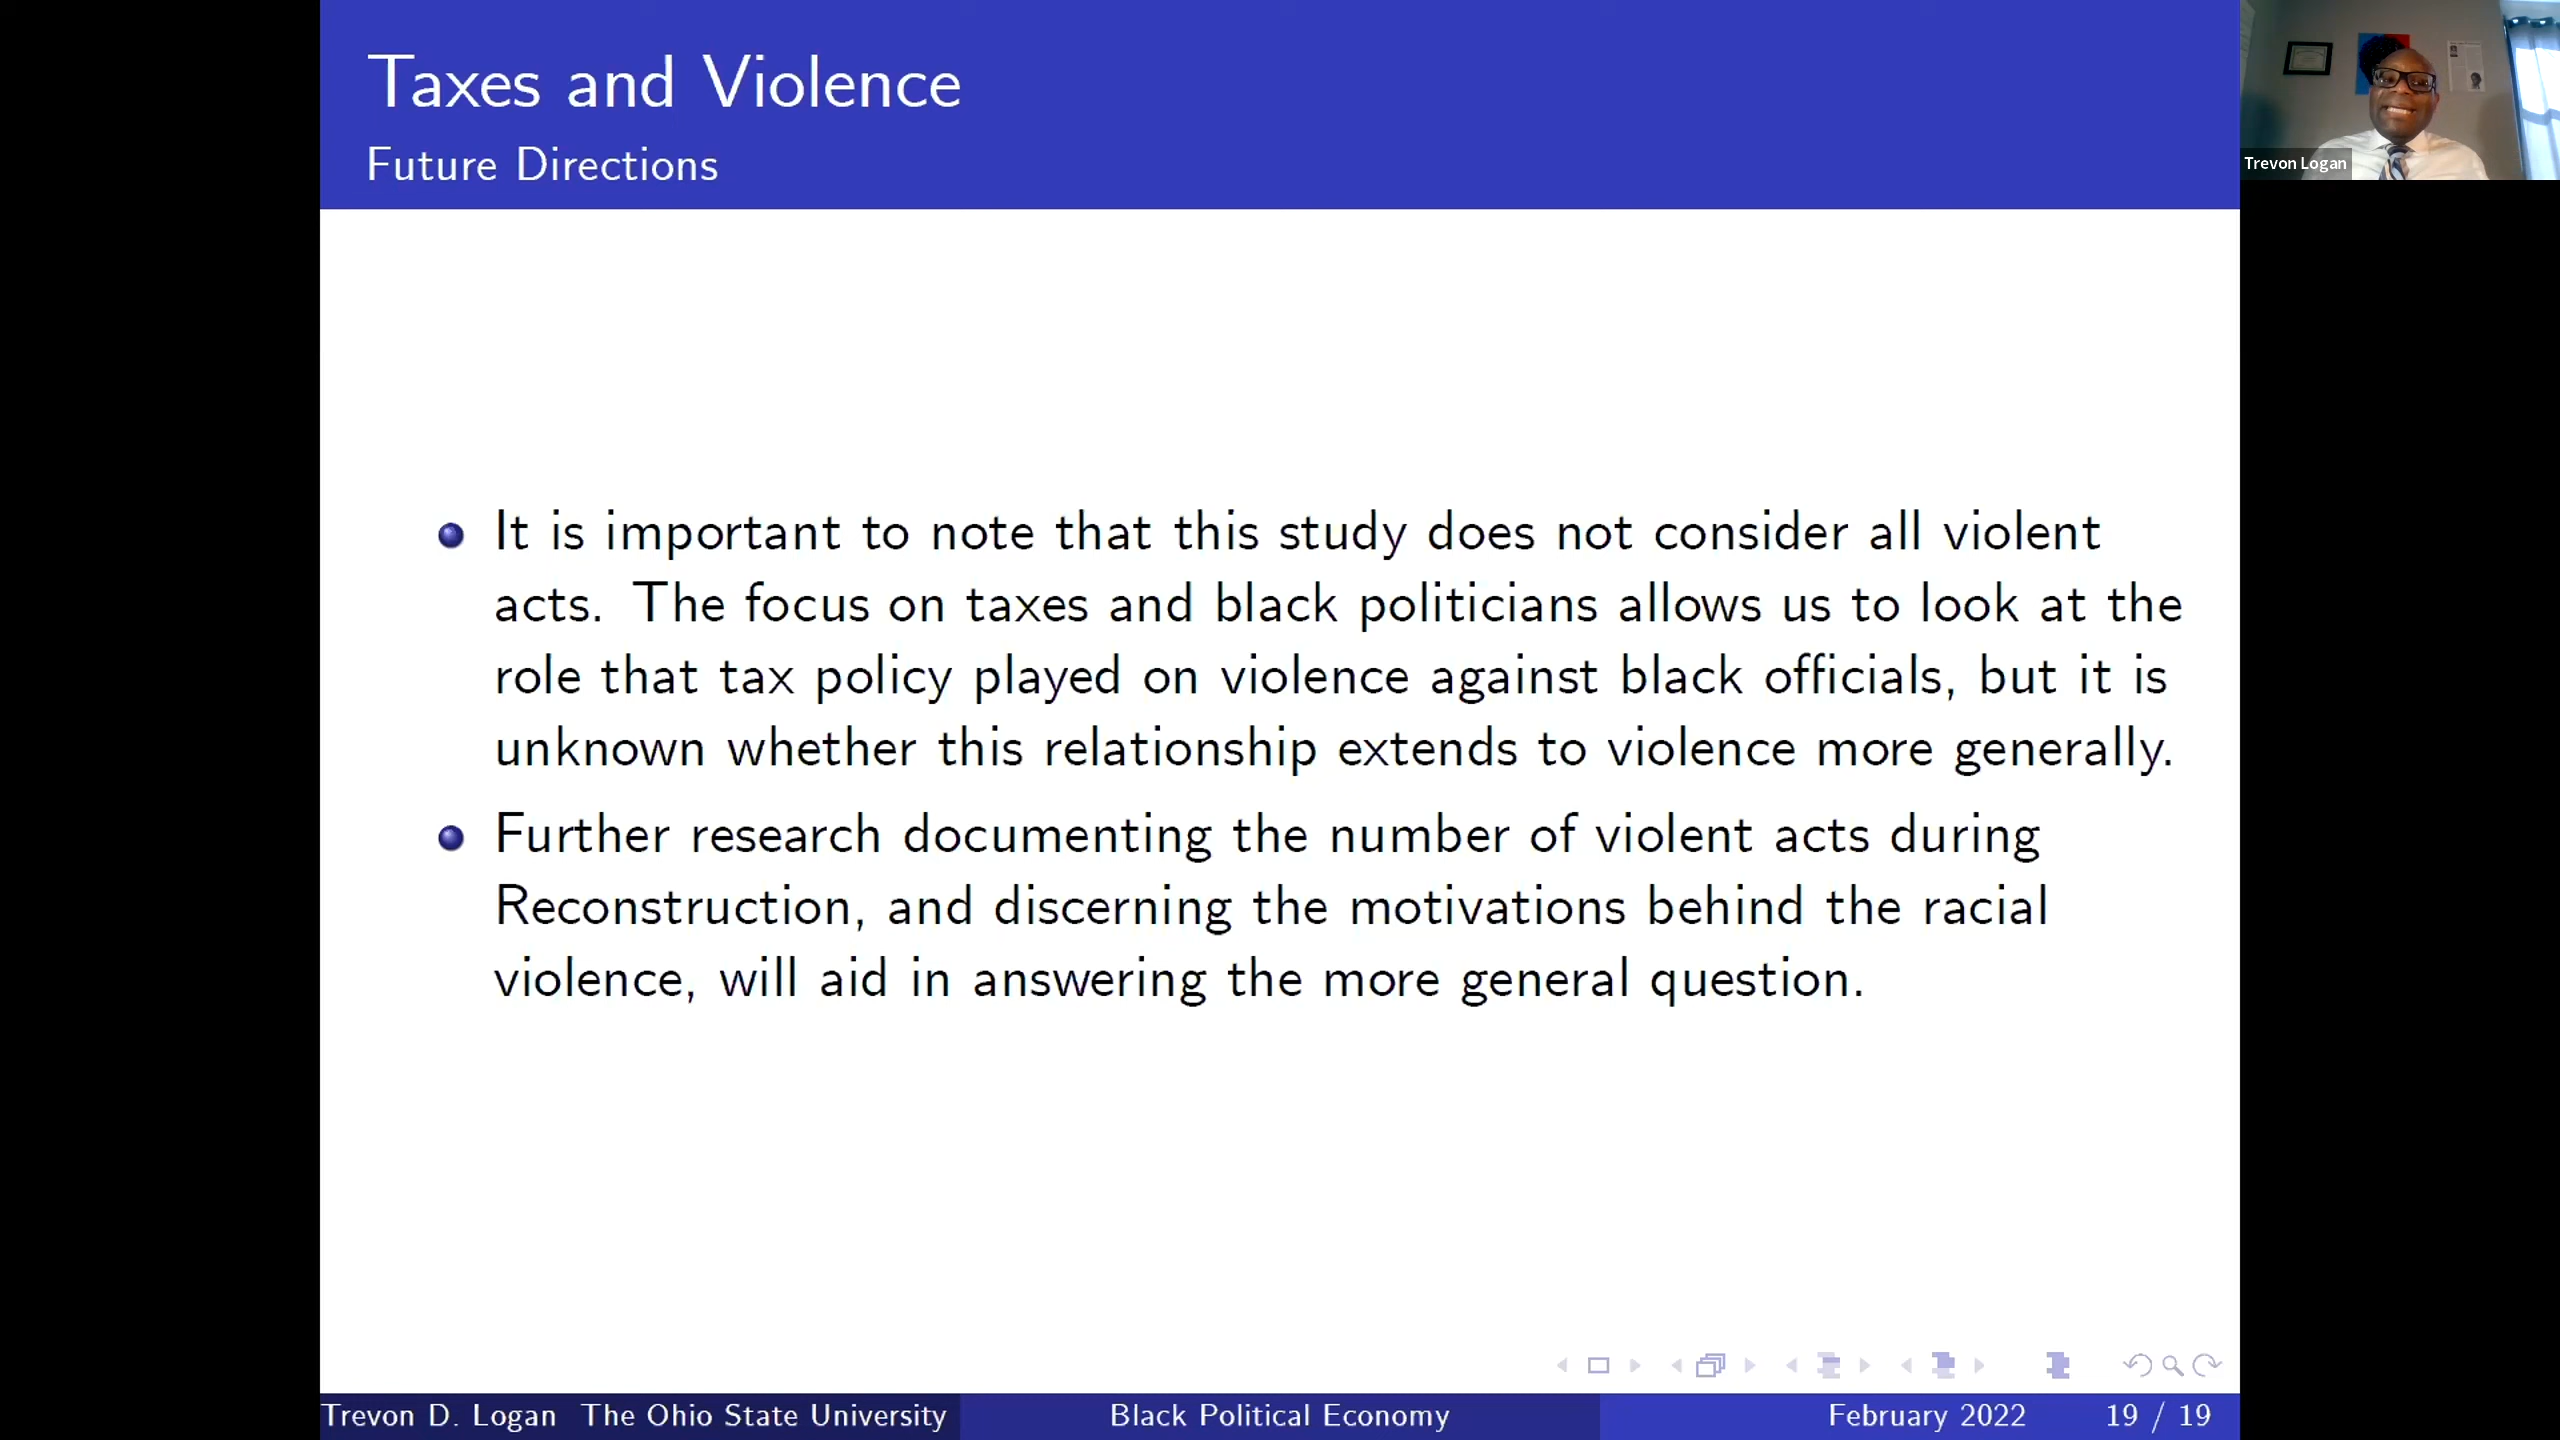 Taxes and Violence
Future Directions
Trevon Logan
It is important to note that this study does not consider all violent
acts. The focus on taxes and black politicians allows us to look at the
role that tax policy played on violence against black officials, but it is
unknown whether this relationship extends to violence more generally.
Further research documenting the number of violent acts during
Reconstruction, and discerning the motivations behind the racial
violence, will aid in answering the more general question.
Trevon D. Logan The Ohio State University
Black Political Economy
February 2022
19 / 19